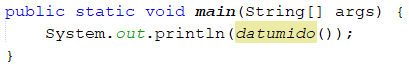 public static void main(String[] args) {
    System.out.println(datumido());
}